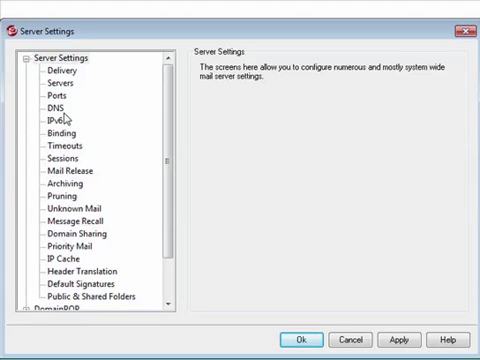 Server Settings
Server Settings
Delivery
Servers
Ports
DNS
IPv6
Binding
Timeouts
Sessions
Mail Release
Archiving
Pruning
Unknown Mail
Message Recall
Domain Sharing
Priority Mail
IP Cache
Header Translation
Default Signatures
Public & Shared Folders
DomainPOP
Server Settings
The screens here allow you to configure numerous and mostly system wide
mail server settings.
Ok
Cancel
Apply
Help